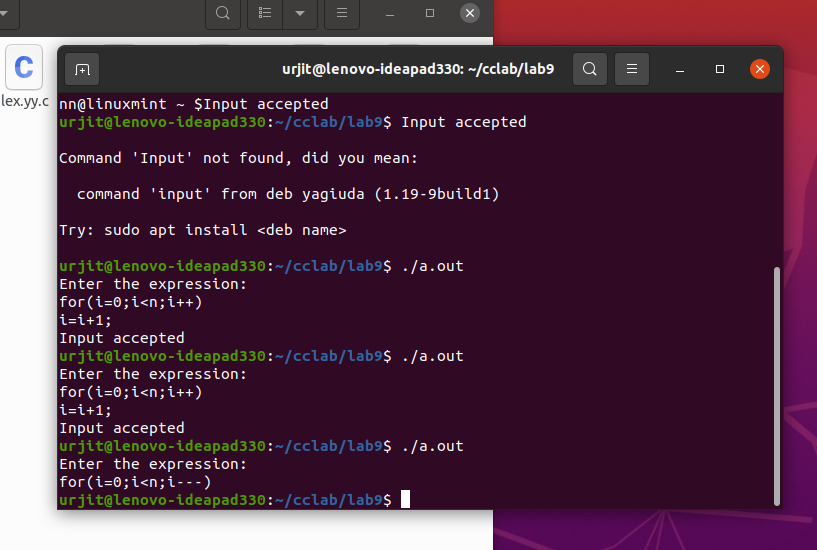 C
lex.yy.c
urjit@lenovo-ideapad330: ~/cclab/lab9
nn@linuxmint ~ $Input accepted
urjit@lenovo-ideapad330:~/cclab/lab9$ Input accepted
Command 'Input' not found, did you mean:
command 'input' from deb yagiuda (1.19-9build1)
Try: sudo apt install <deb name>
urjit@lenovo-ideapad330:~/cclab/lab9$ ./a.out
Enter the expression:
for(i=0;i<n;i++)
i=i+1;
Input accepted
urjit@lenovo-ideapad330:~/cclab/lab9$ ./a.out
Enter the expression:
for(i=0;i<n;i++)
i=i+1;
Input accepted
urjit@lenovo-ideapad330:~/cclab/lab9$ ./a.out
Enter the expression:
for(i=0;i<n;i---)
urjit@lenovo-ideapad330:~/cclab/lab9$